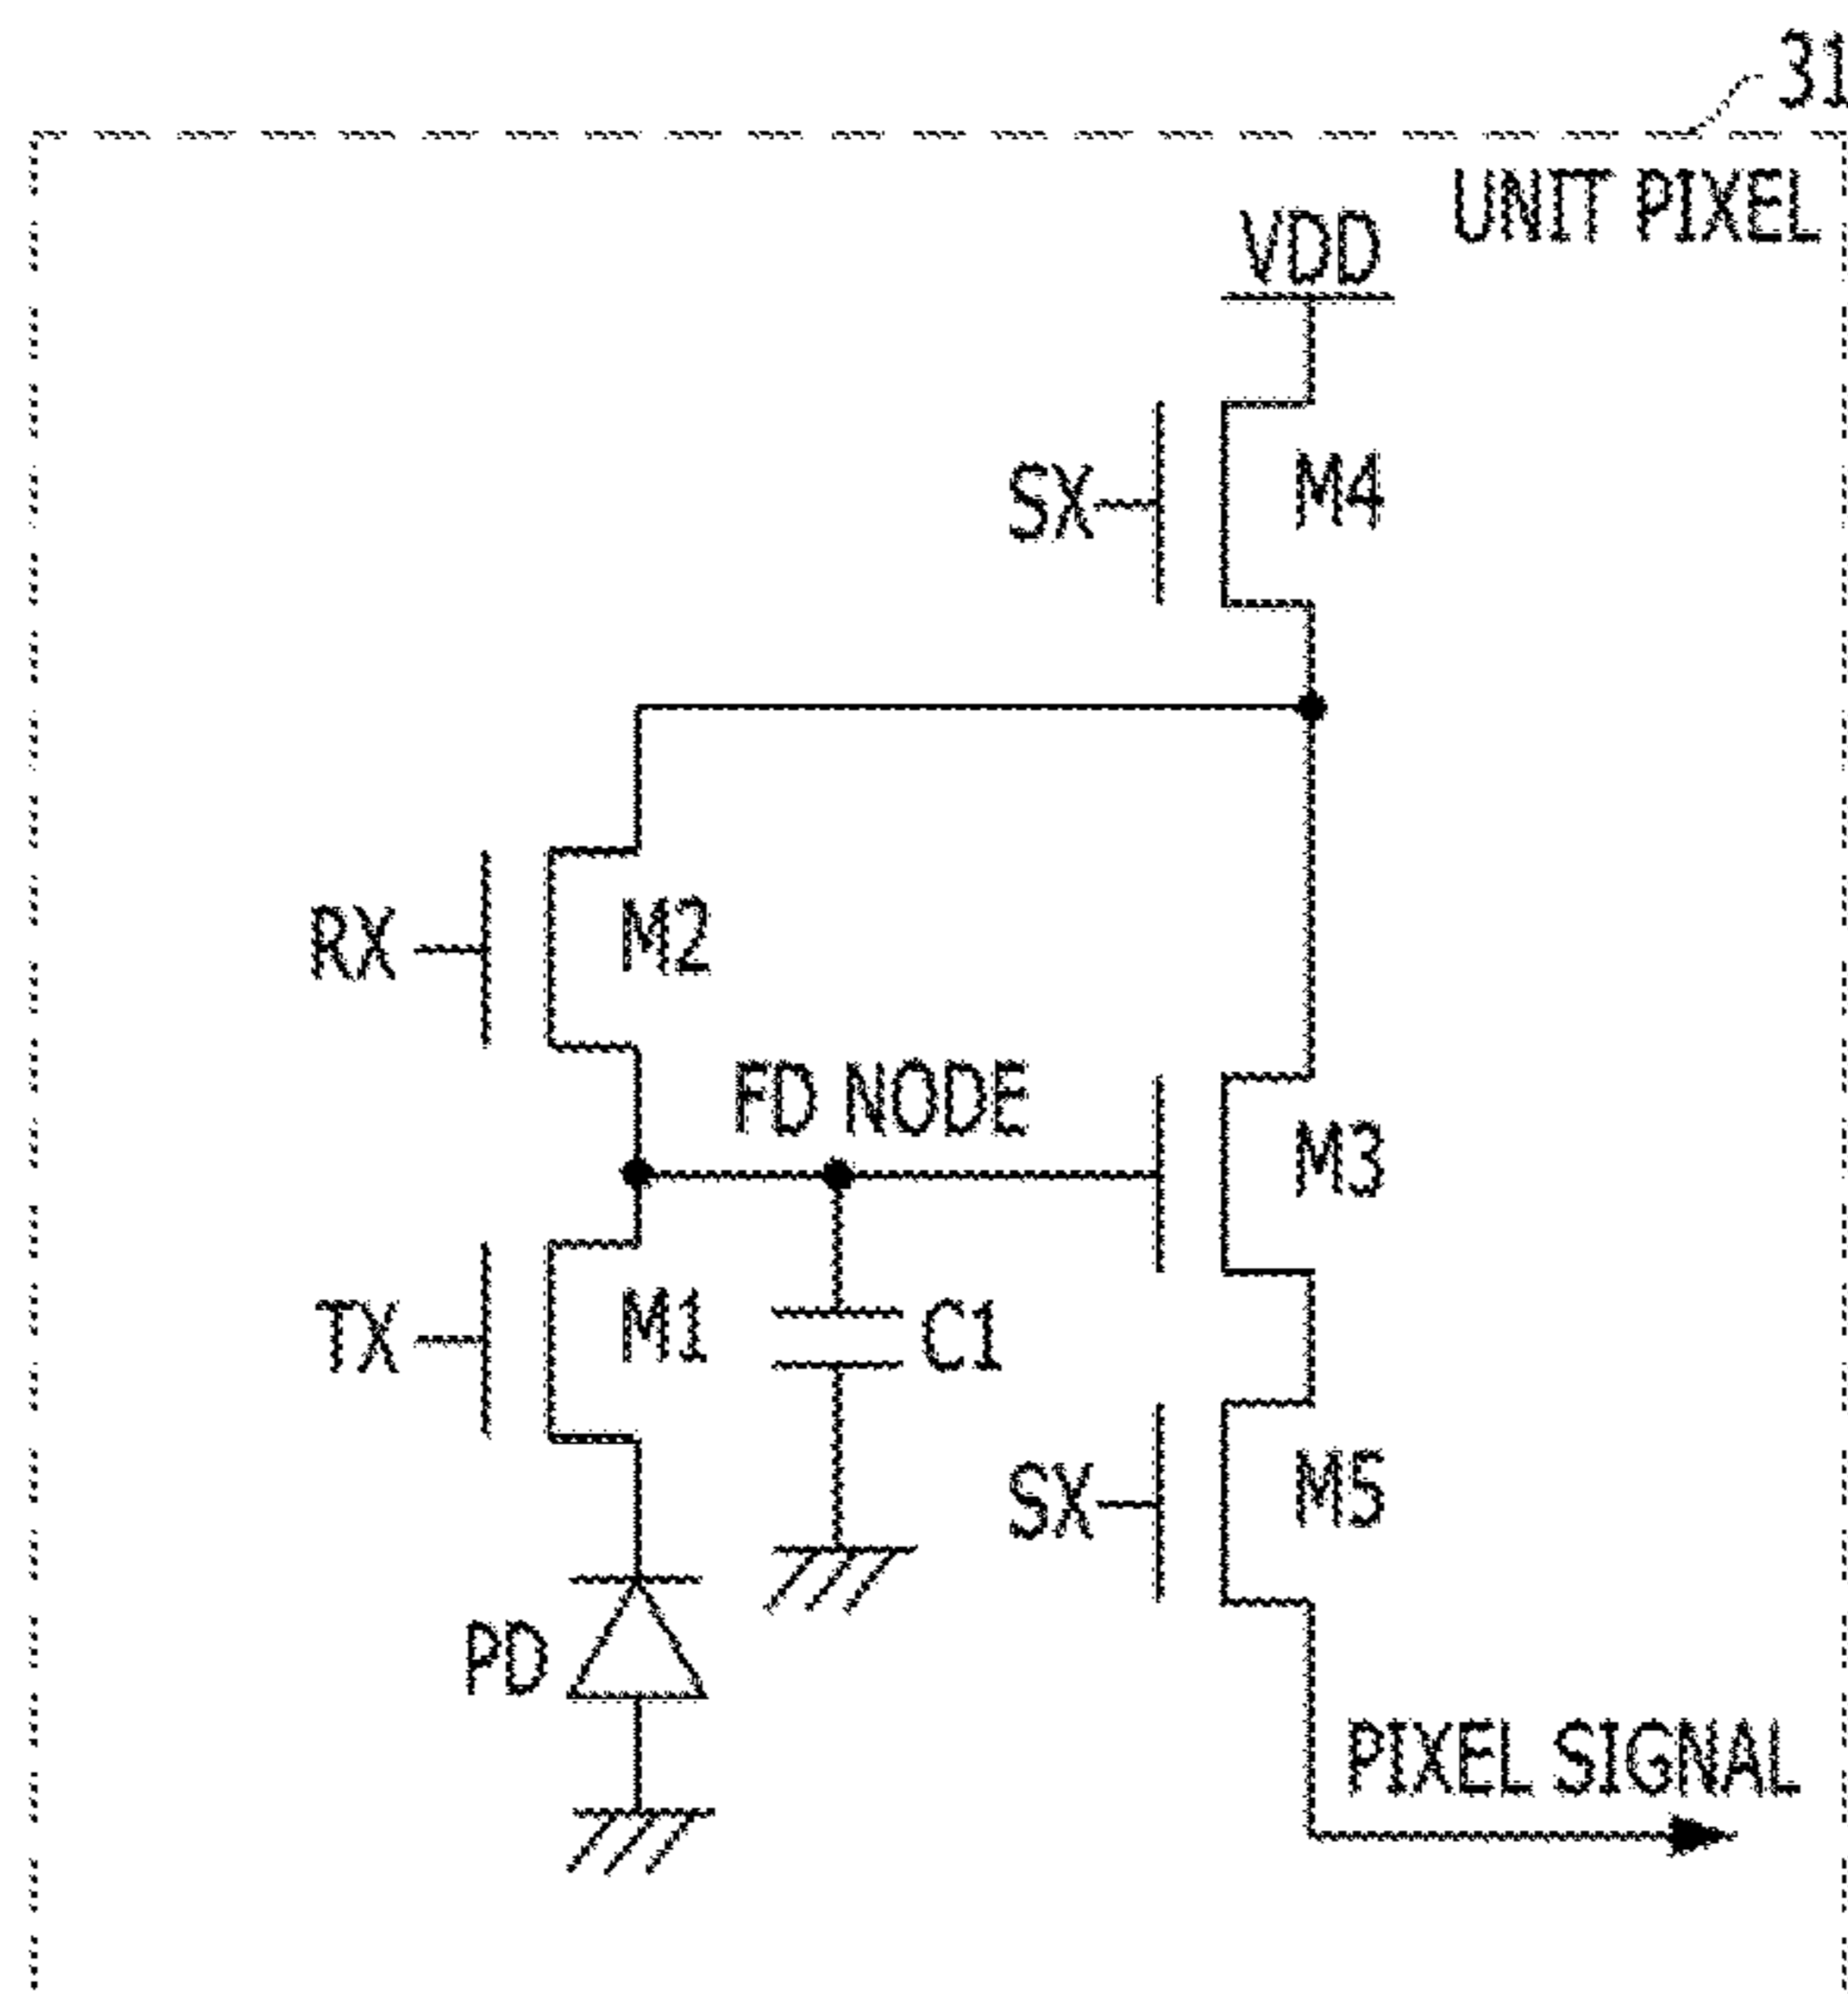 31
UNIT PIXEL
VDD
SX
M4
RX
M2
FD NODE
M3
TX
M1
C1
SX
M5
PD
PIXEL SIGNAL